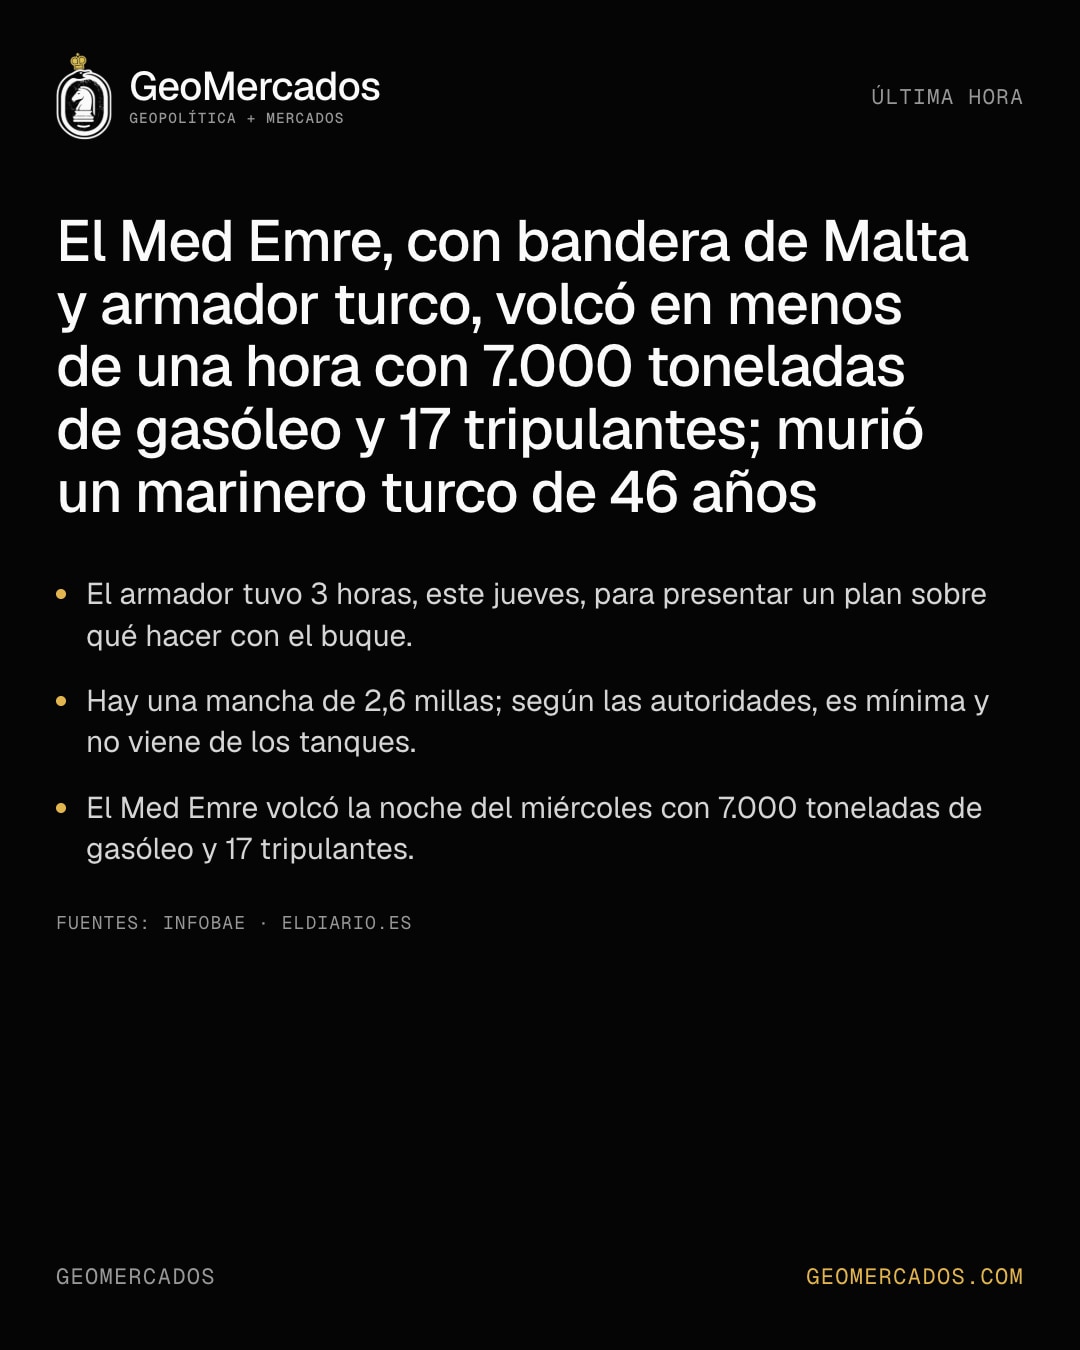 GeoMercados
GEOPOLÍTICA + MERCADOS
ÚLTIMA HORA
El Med Emre, con bandera de Malta
y armador turco, volcó en menos
de una hora con 7.000 toneladas
de gasóleo y 17 tripulantes; murió
un marinero turco de 46 años
• El armador tuvo 3 horas, este jueves, para presentar un plan sobre
qué hacer con el buque.
• Hay una mancha de 2,6 millas; según las autoridades, es mínima y
no viene de los tanques.
• El Med Emre volcó la noche del miércoles con 7.000 toneladas de
gasóleo y 17 tripulantes.
FUENTES: INFOBAE · ELDIARIO.ES
GEOMERCADOS
GEOMERCADOS.COM